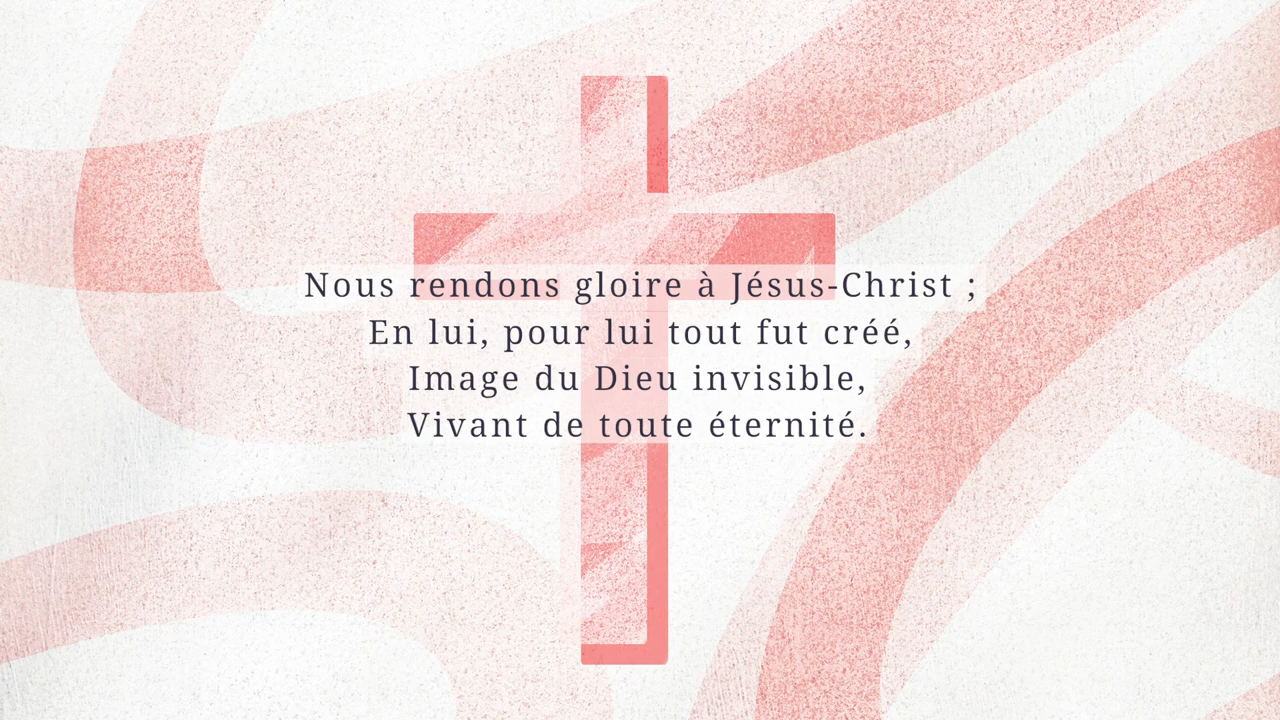 Nous rendons gloire à Jésus-Christ ;
En lui, pour lui tout fut créé,
Image du Dieu invisible,
Vivant de toute éternité.